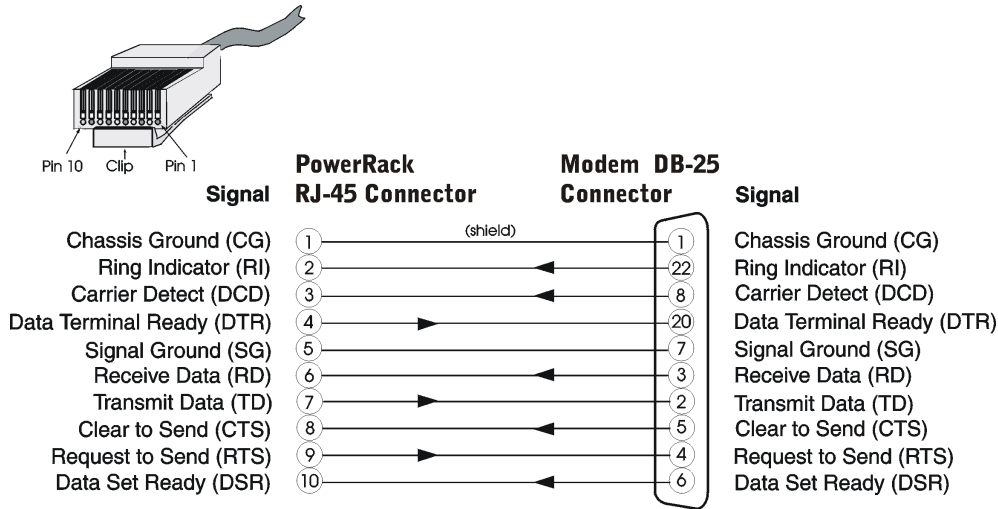 Pin 10 Clip Pin 1
PowerRack Modem DB-25
Signal RJ-45 Connector Connector Signal
(shield)
Chassis Ground (CG) 1 1 Chassis Ground (CG)
Ring Indicator (RI) 2 22 Ring Indicator (RI)
Carrier Detect (DCD) 3 8 Carrier Detect (DCD)
Data Terminal Ready (DTR) 4 20 Data Terminal Ready (DTR)
Signal Ground (SG) 5 7 Signal Ground (SG)
Receive Data (RD) 6 3 Receive Data (RD)
Transmit Data (TD) 7 2 Transmit Data (TD)
Clear to Send (CTS) 8 5 Clear to Send (CTS)
Request to Send (RTS) 9 4 Request to Send (RTS)
Data Set Ready (DSR) 10 6 Data Set Ready (DSR)